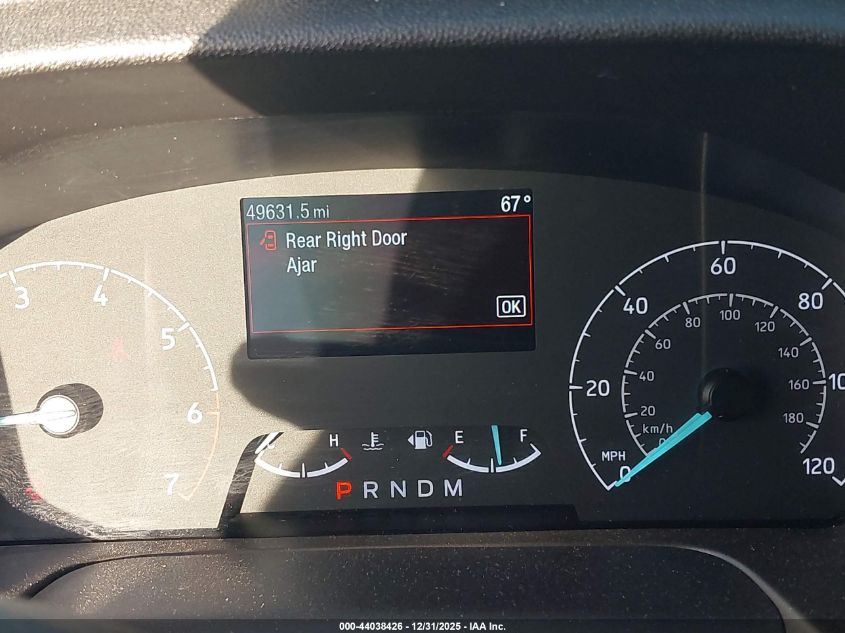 49631.5 mi 67°
Rear Right Door
Ajar
OK
3 4 5 6 7
H E F
P R N D M
0 20 40 60 80 100 120
MPH
20 40 60 80 100 120 140 160 180
km/h
000-44038426 - 12/31/2025 - IAA Inc.